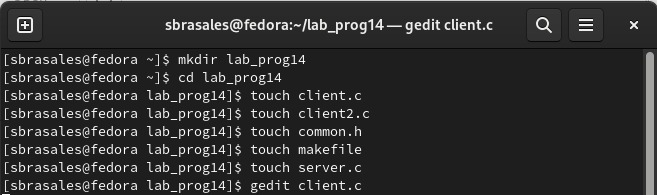 sbrasales@fedora:~/lab_prog14 — gedit client.c
[sbrasales@fedora ~]$ mkdir lab_prog14
[sbrasales@fedora ~]$ cd lab_prog14
[sbrasales@fedora lab_prog14]$ touch client.c
[sbrasales@fedora lab_prog14]$ touch client2.c
[sbrasales@fedora lab_prog14]$ touch common.h
[sbrasales@fedora lab_prog14]$ touch makefile
[sbrasales@fedora lab_prog14]$ touch server.c
[sbrasales@fedora lab_prog14]$ gedit client.c